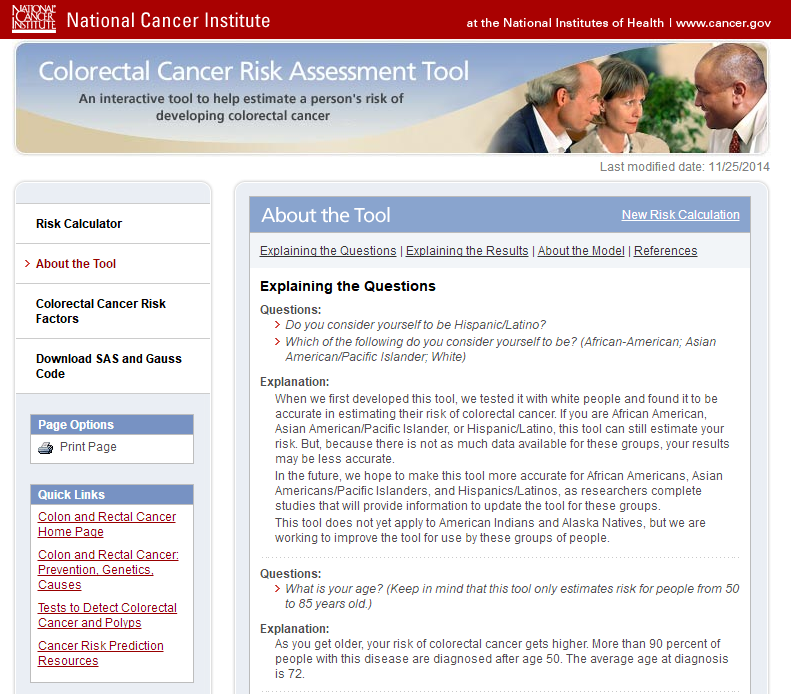 NATIONAL
CANCER
INSTITUTE
National Cancer Institute
at the National Institutes of Health | www.cancer.gov
Colorectal Cancer Risk Assessment Tool
An interactive tool to help estimate a person's risk of
developing colorectal cancer
Last modified date: 11/25/2014
Risk Calculator
> About the Tool
Colorectal Cancer Risk
Factors
Download SAS and Gauss
Code
Page Options
Print Page
Quick Links
Colon and Rectal Cancer
Home Page
Colon and Rectal Cancer:
Prevention, Genetics,
Causes
Tests to Detect Colorectal
Cancer and Polyps
Cancer Risk Prediction
Resources
About the Tool
New Risk Calculation
Explaining the Questions | Explaining the Results | About the Model | References
Explaining the Questions
Questions:
> Do you consider yourself to be Hispanic/Latino?
> Which of the following do you consider yourself to be? (African-American; Asian
American/Pacific Islander; White)
Explanation:
When we first developed this tool, we tested it with white people and found it to be
accurate in estimating their risk of colorectal cancer. If you are African American,
Asian American/Pacific Islander, or Hispanic/Latino, this tool can still estimate your
risk. But, because there is not as much data available for these groups, your results
may be less accurate.
In the future, we hope to make this tool more accurate for African Americans, Asian
Americans/Pacific Islanders, and Hispanics/Latinos, as researchers complete
studies that will provide information to update the tool for these groups.
This tool does not yet apply to American Indians and Alaska Natives, but we are
working to improve the tool for use by these groups of people.
Questions:
> What is your age? (Keep in mind that this tool only estimates risk for people from 50
to 85 years old.)
Explanation:
As you get older, your risk of colorectal cancer gets higher. More than 90 percent of
people with this disease are diagnosed after age 50. The average age at diagnosis
is 72.